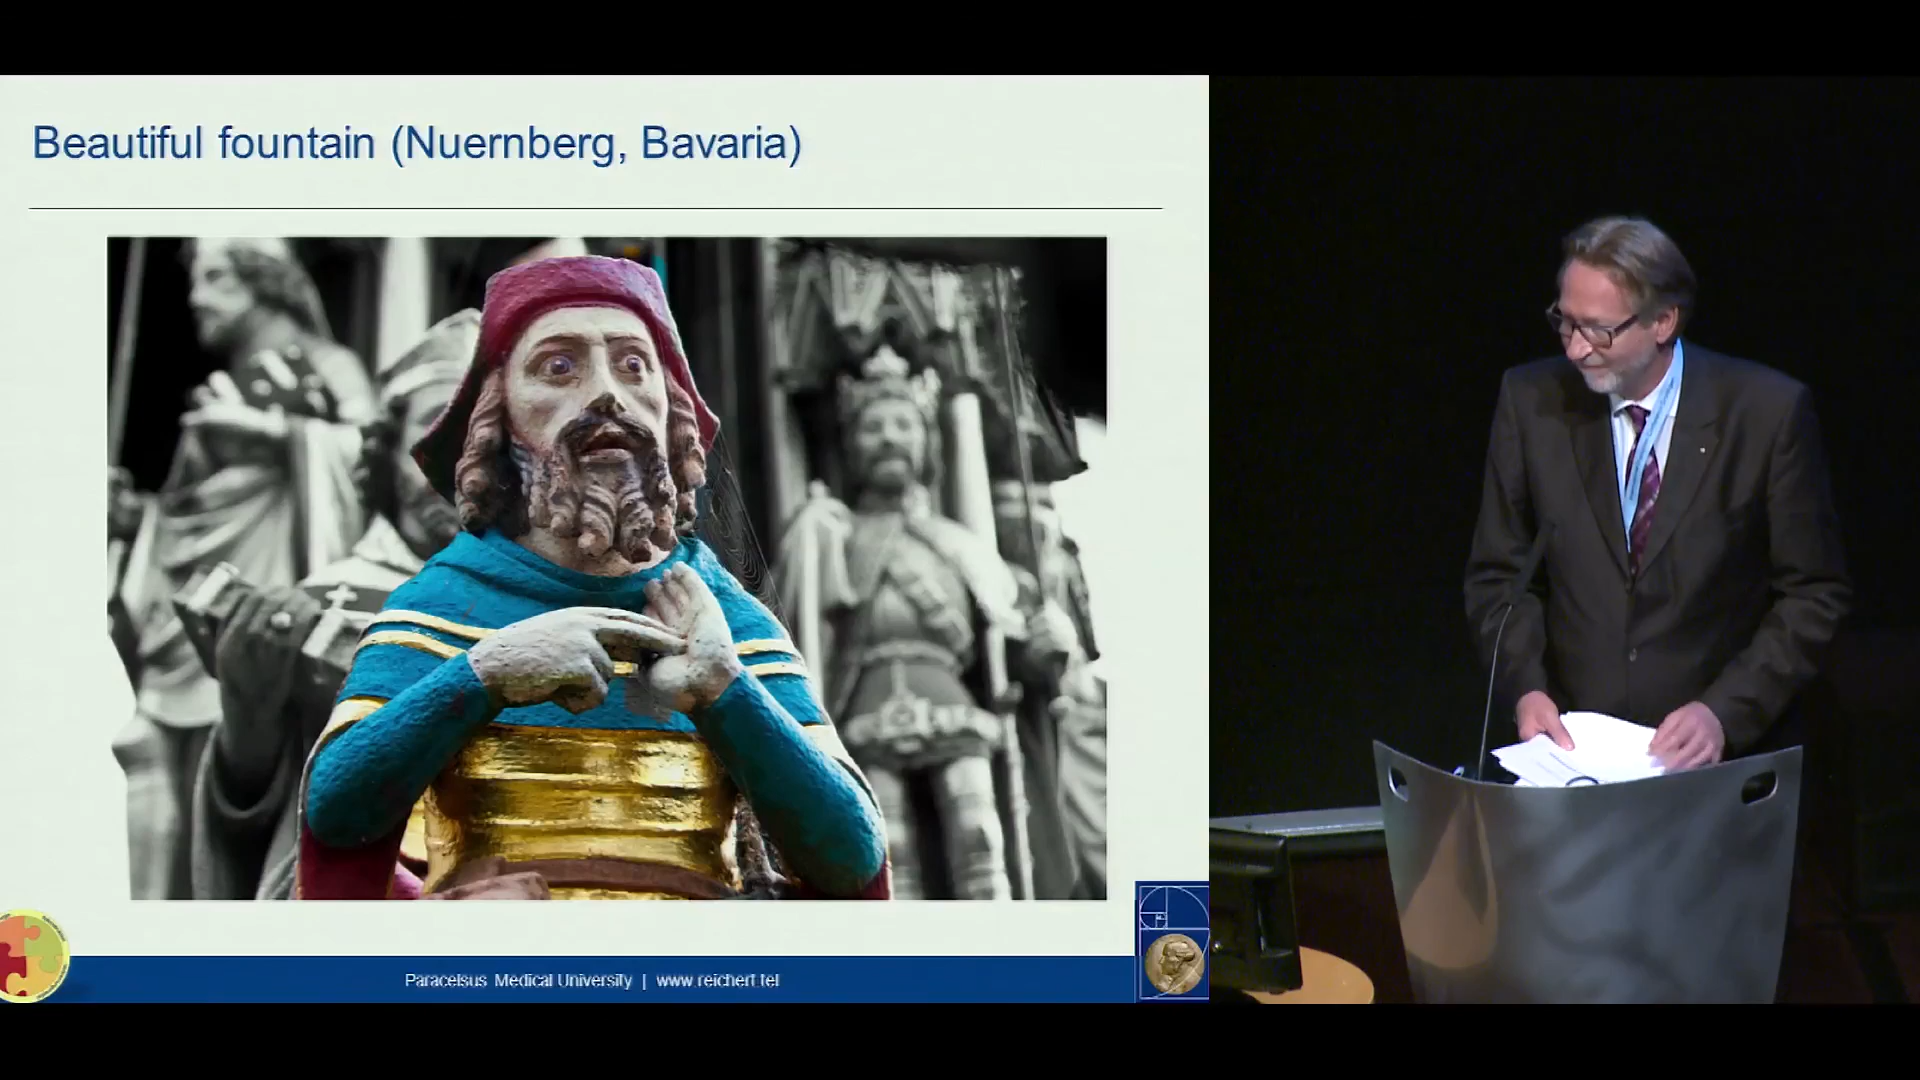 Beautiful fountain (Nuernberg, Bavaria)
Paracelsus Medical University | www.reichert.tel